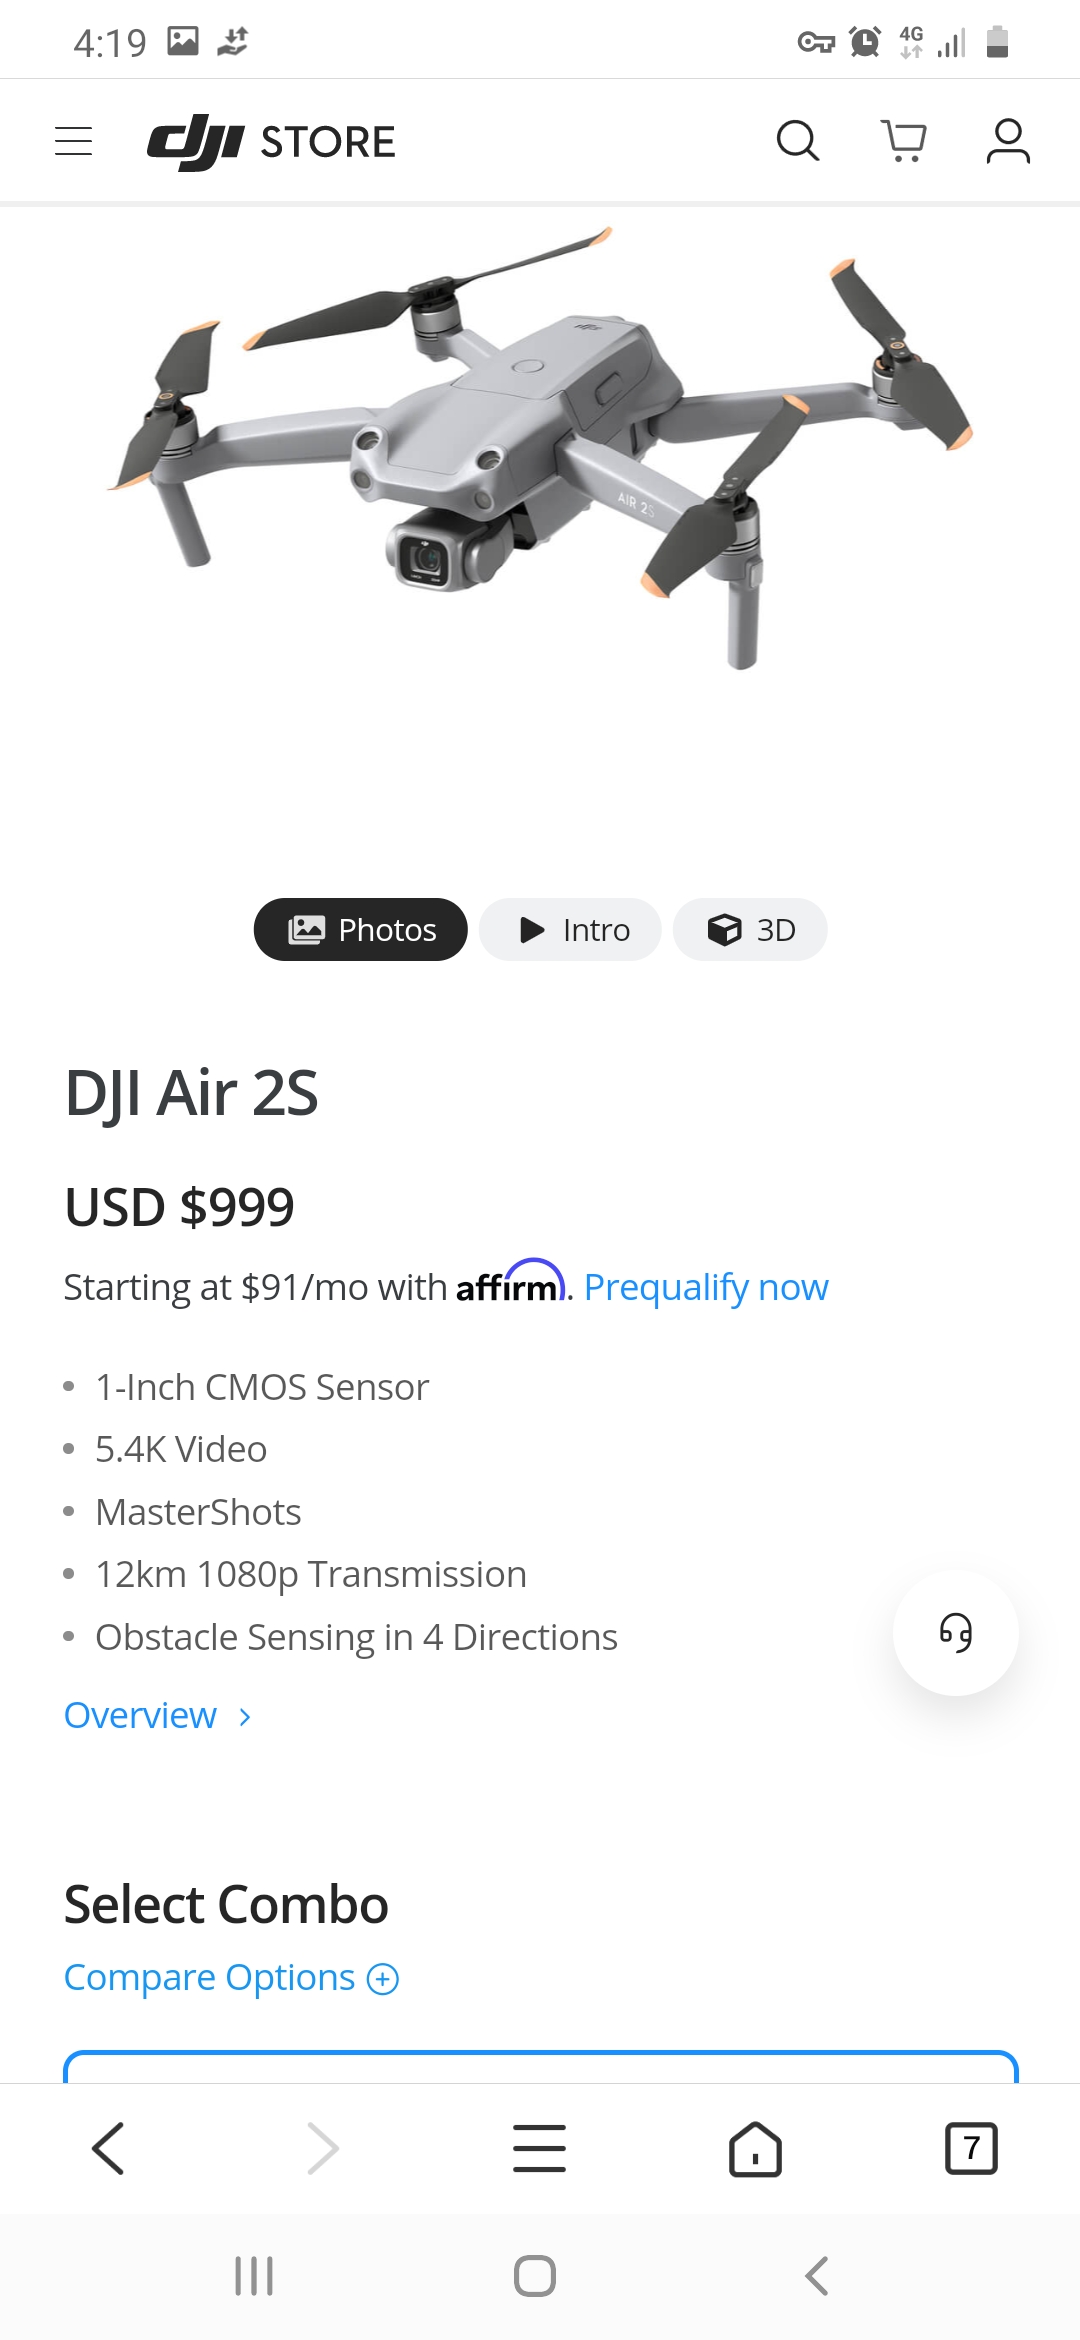 4:19
4G
dji STORE
dji
AIR 2S
Photos
Intro
3D
DJI Air 2S
USD $999
Starting at $91/mo with affirm. Prequalify now
1-Inch CMOS Sensor
5.4K Video
MasterShots
12km 1080p Transmission
Obstacle Sensing in 4 Directions
Overview
Select Combo
Compare Options
7